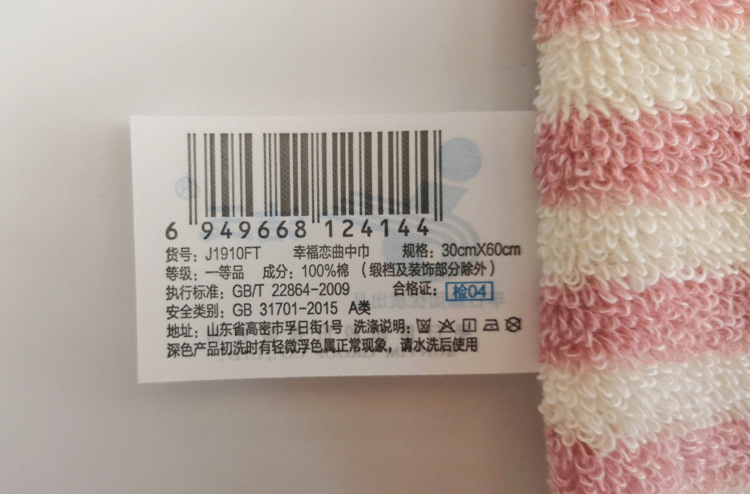 6 949668 124144
货号：J1910FT 幸福恋曲中巾 规格：30cmX60cm
等级：一等品 成分：100%棉（缎档及装饰部分除外）
执行标准：GB/T 22864-2009 合格证：检04
安全类别：GB 31701-2015 A类
地址：山东省高密市孚日街1号 洗涤说明：
深色产品初洗时有轻微浮色属正常现象，请水洗后使用